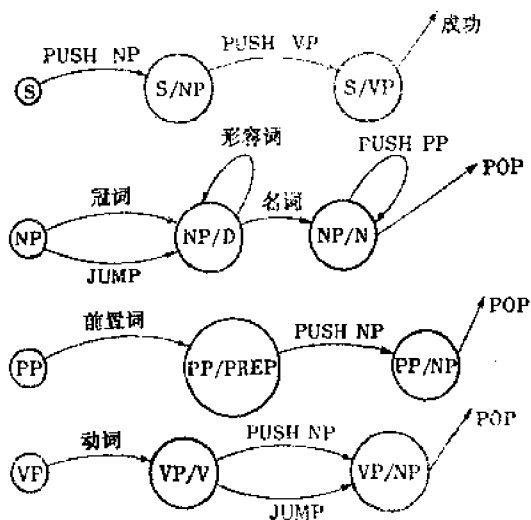 PUSH NP PUSH VP 成功
S S/NP S/VP
形容词 PUSH PP
冠词 名词 POP
NP NP/D NP/N
JUMP
前置词 PUSH NP POP
PP PP/PREP PP/NP
动词 PUSH NP POP
VP VP/V VP/NP
JUMP